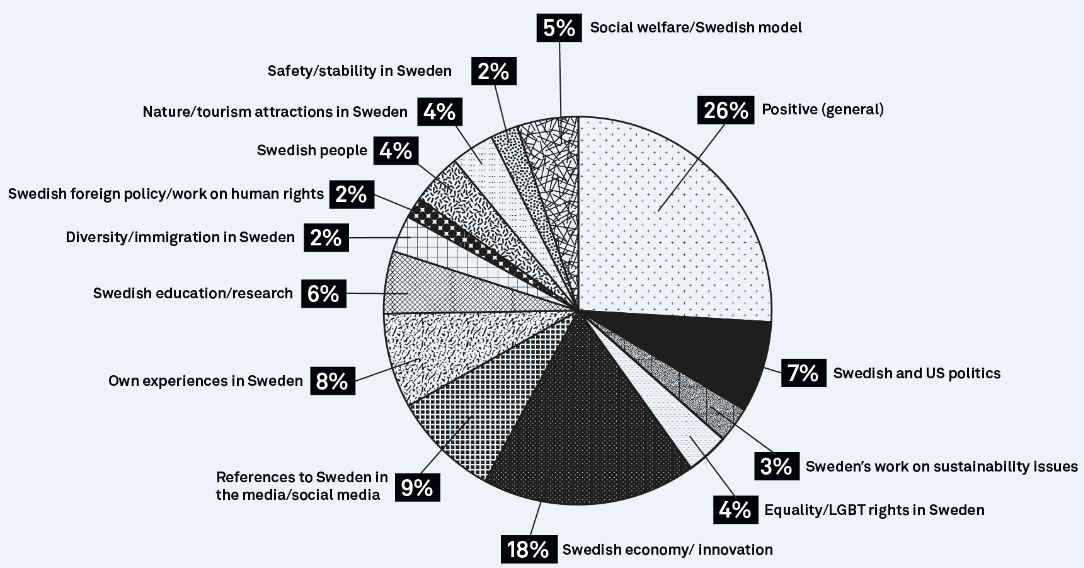 5% Social welfare/Swedish model
Safety/stability in Sweden 2%
Nature/tourism attractions in Sweden 4%
26% Positive (general)
Swedish people 4%
Swedish foreign policy/work on human rights 2%
Diversity/immigration in Sweden 2%
Swedish education/research 6%
7% Swedish and US politics
Own experiences in Sweden 8%
3% Sweden's work on sustainability issues
References to Sweden in
the media/social media 9%
4% Equality/LGBT rights in Sweden
18% Swedish economy/ innovation